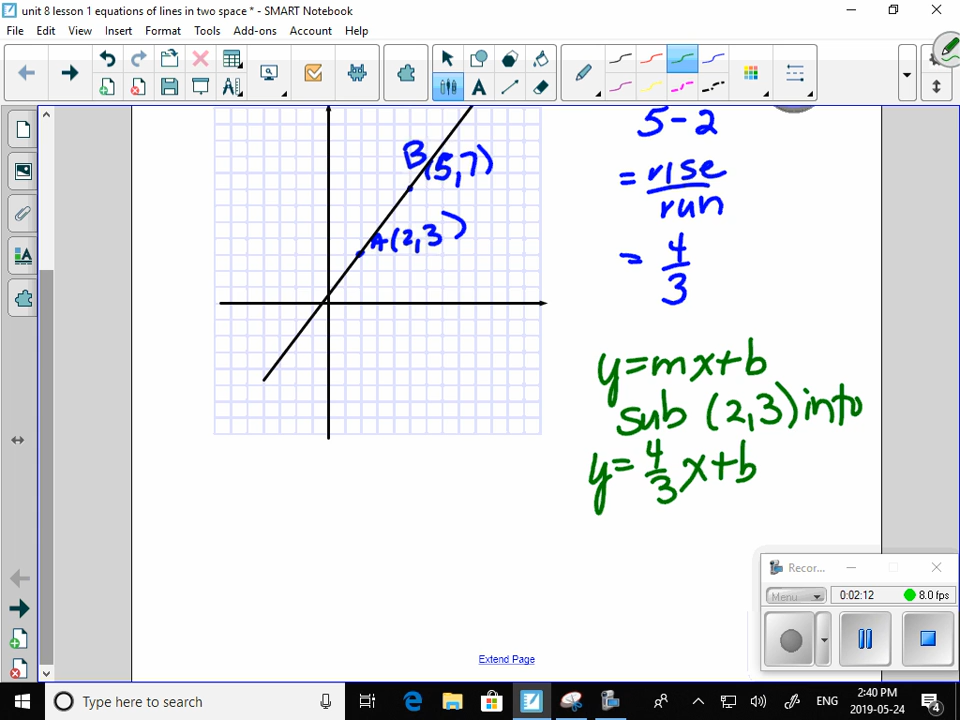 unit 8 lesson 1 equations of lines in two space * - SMART Notebook
File Edit View Insert Format Tools Add-ons Account Help
B(5,7)
A(2,3)
5-2
= rise
run
= 4
3
y=mx+b
sub (2,3) into
y= 4/3 x+b
Recor...
Menu
0:02:12
8.0 fps
Extend Page
Type here to search
ENG
2:40 PM
2019-05-24
4